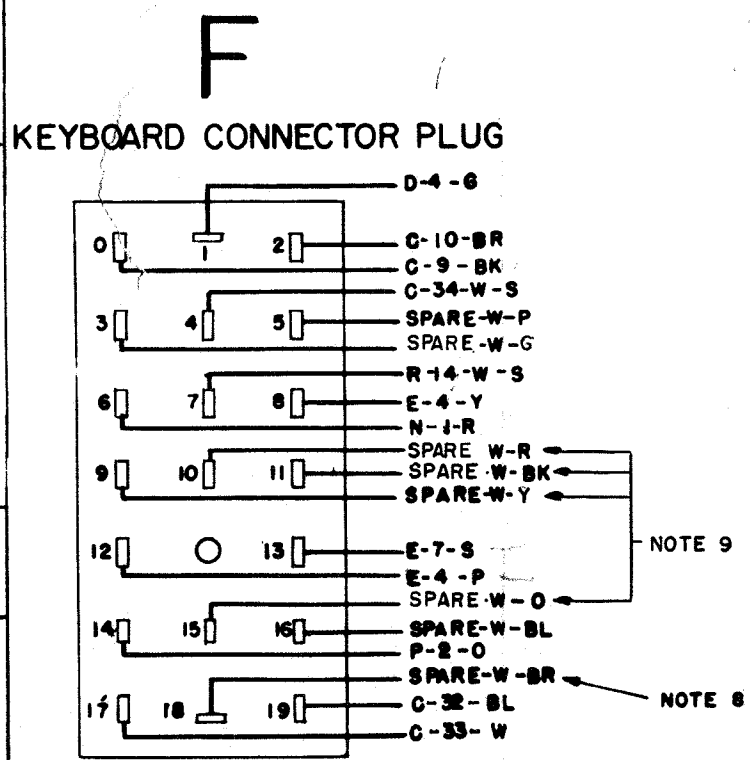 F
KEYBOARD CONNECTOR PLUG
D-4-G
0 1 2 C-10-BR
C-9-BK
C-34-W-S
3 4 5 SPARE-W-P
SPARE-W-G
R-14-W-S
6 7 8 E-4-Y
N-1-R
SPARE W-R
9 10 11 SPARE-W-BK
SPARE-W-Y
12 13 E-7-S
NOTE 9
E-4-P
SPARE-W-O
14 15 16 SPARE-W-BL
P-2-O
SPARE-W-BR
NOTE 8
17 18 19 C-32-BL
C-33-W